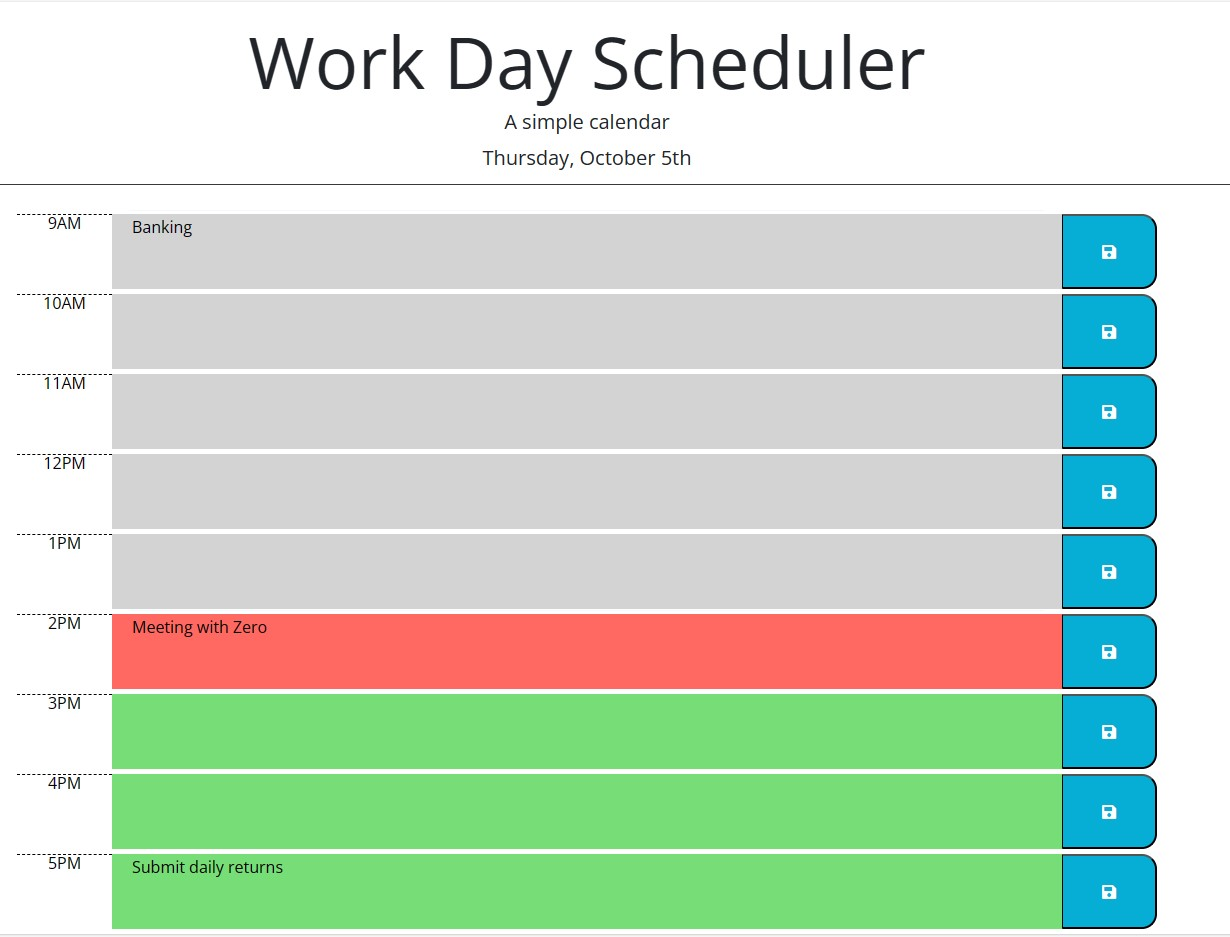 Work Day Scheduler
A simple calendar
Thursday, October 5th
9AM Banking
10AM
11AM
12PM
1PM
2PM Meeting with Zero
3PM
4PM
5PM Submit daily returns